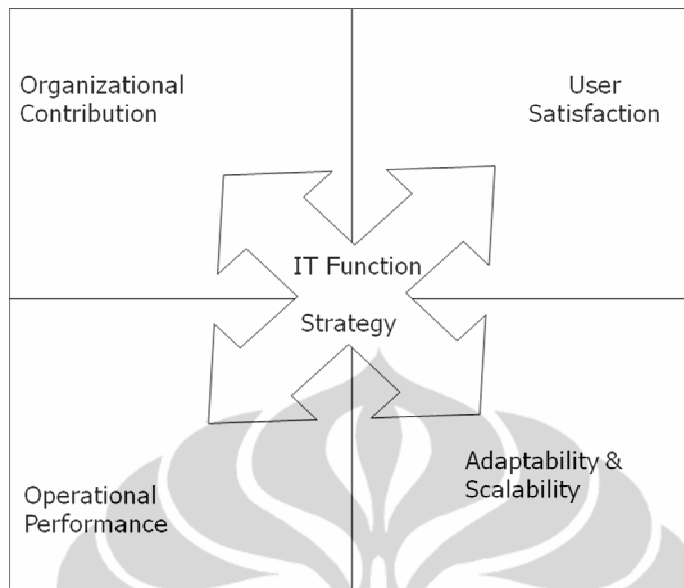 Organizational
Contribution
User
Satisfaction
IT Function
Strategy
Operational
Performance
Adaptability &
Scalability